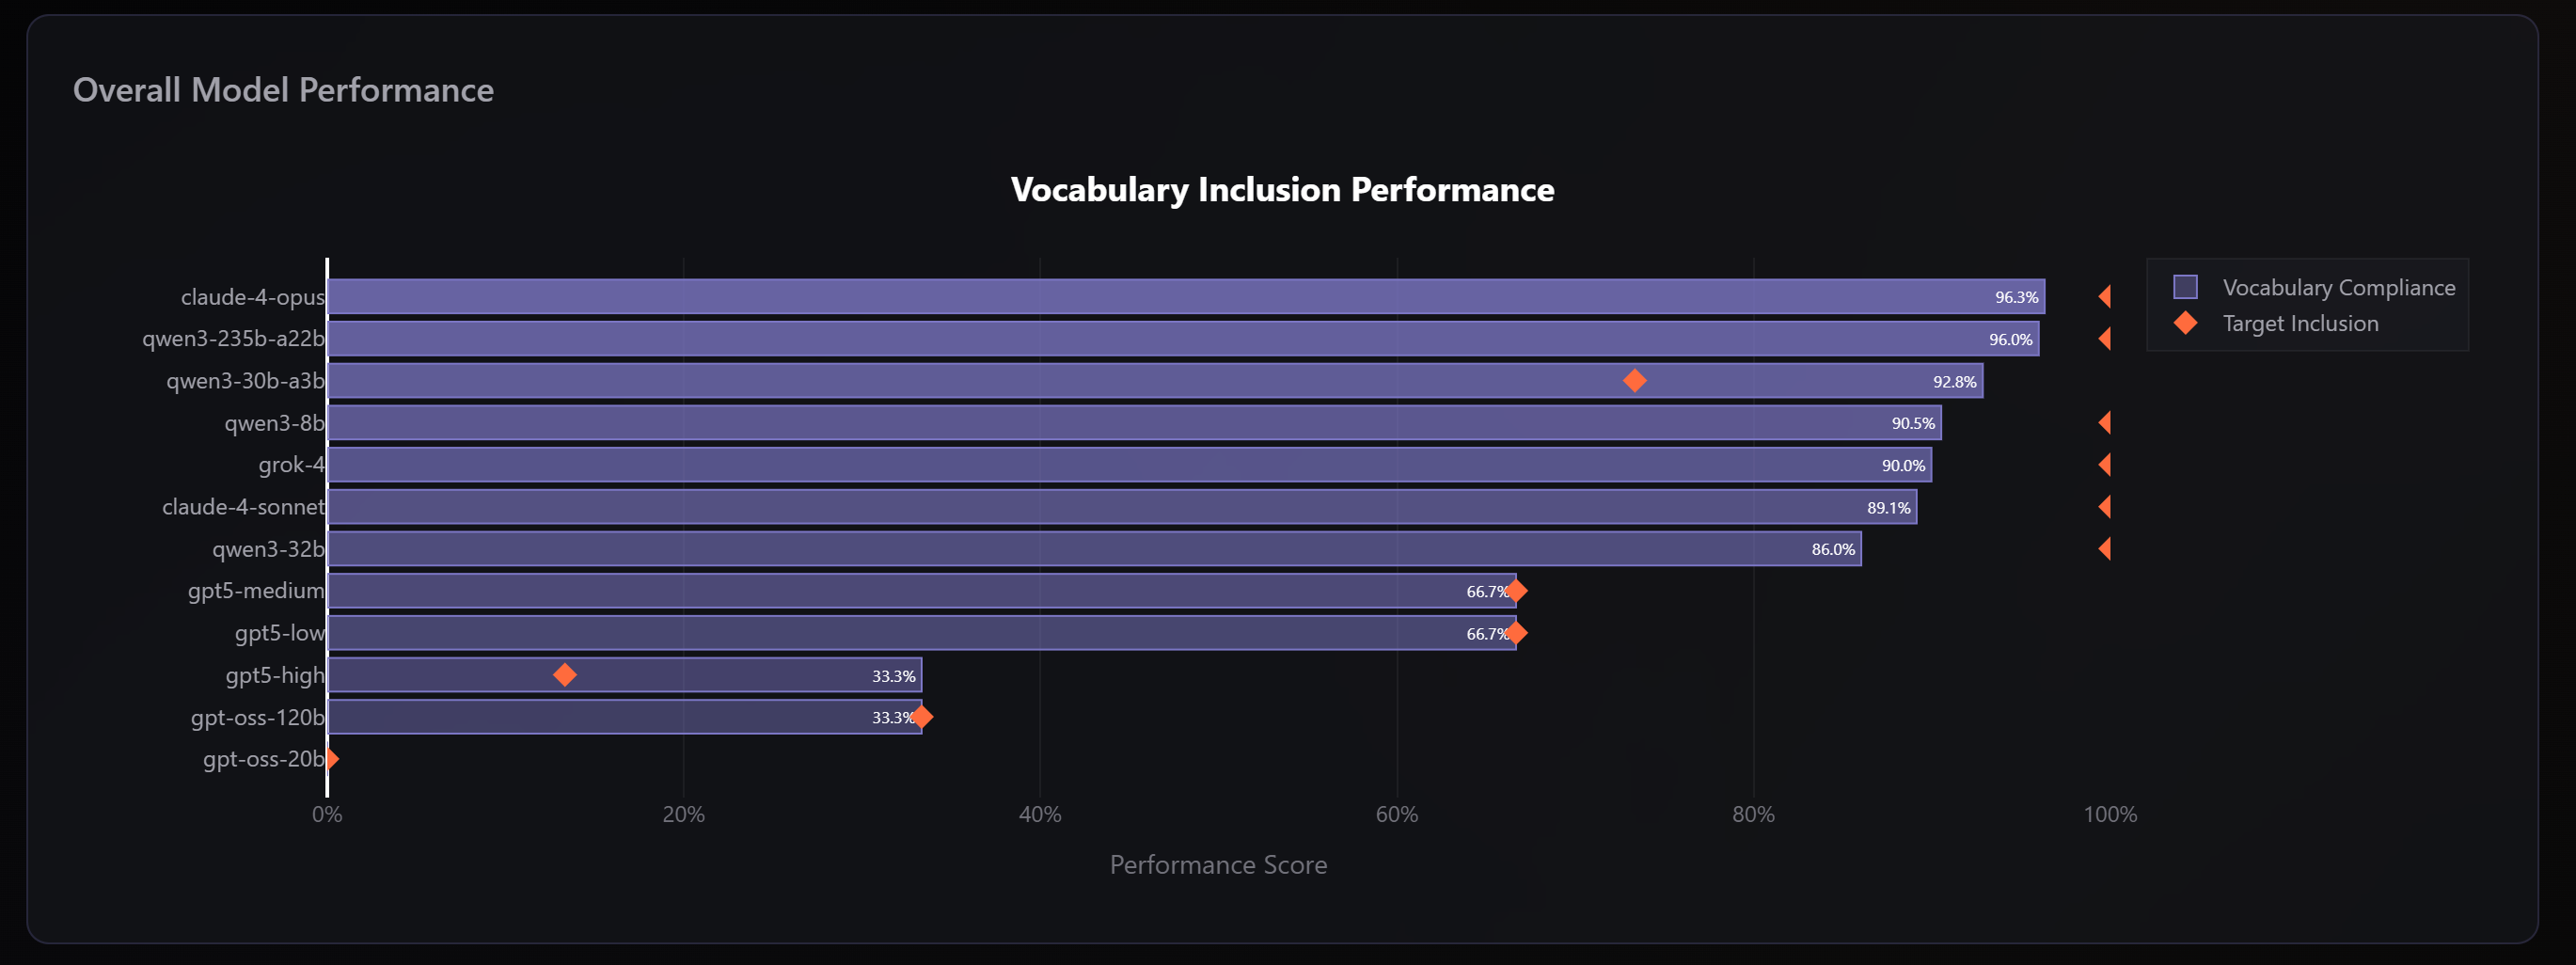 Overall Model Performance
Vocabulary Inclusion Performance
Vocabulary Compliance
Target Inclusion
claude-4-opus 96.3%
qwen3-235b-a22b 96.0%
qwen3-30b-a3b 92.8%
qwen3-8b 90.5%
grok-4 90.0%
claude-4-sonnet 89.1%
qwen3-32b 86.0%
gpt5-medium 66.7%
gpt5-low 66.7%
gpt5-high 33.3%
gpt-oss-120b 33.3%
gpt-oss-20b
0% 20% 40% 60% 80% 100%
Performance Score